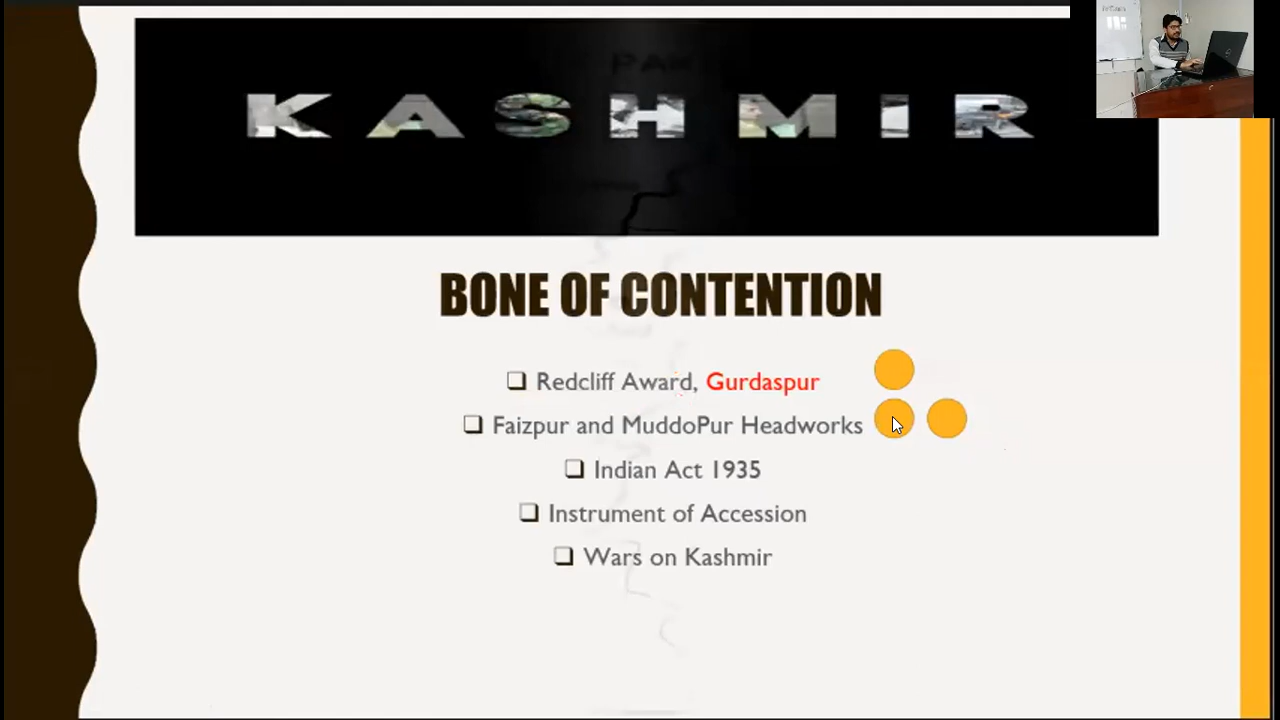 KASHMIR
BONE OF CONTENTION
❑ Redcliff Award, Gurdaspur
❑ Faizpur and MuddoPur Headworks
❑ Indian Act 1935
❑ Instrument of Accession
❑ Wars on Kashmir